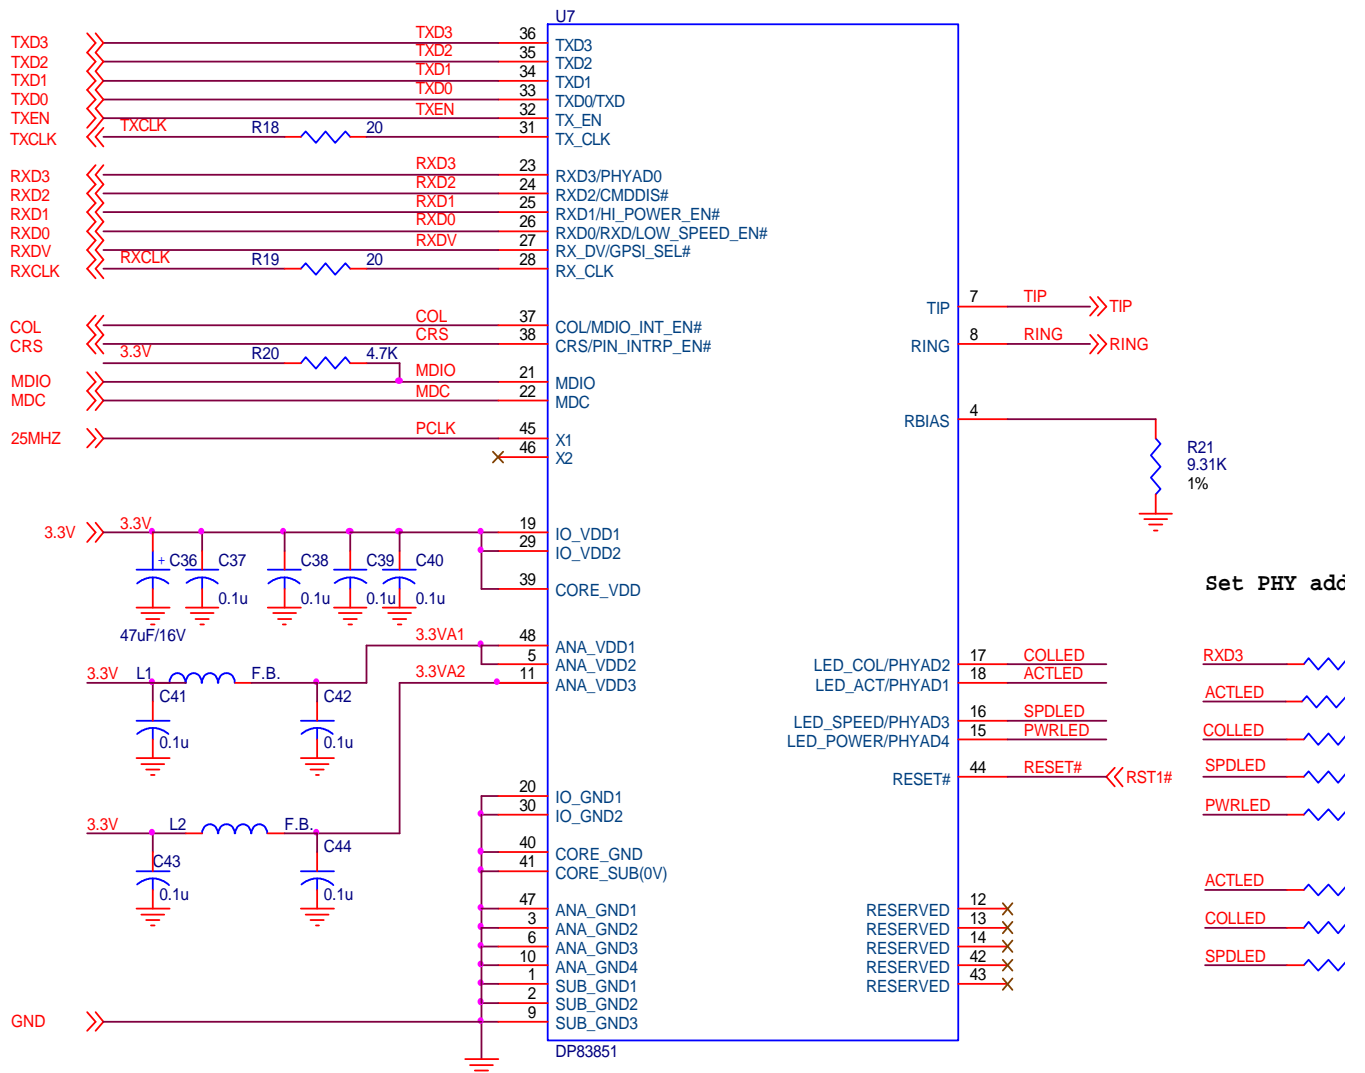 U7
TXD3 TXD3 36 TXD3
TXD2 TXD2 35 TXD2
TXD1 TXD1 34 TXD1
TXD0 TXD0 33 TXD0/TXD
TXEN TXEN 32 TX_EN
TXCLK TXCLK R18 20 31 TX_CLK
RXD3 RXD3 23 RXD3/PHYAD0
RXD2 RXD2 24 RXD2/CMDDIS#
RXD1 RXD1 25 RXD1/HI_POWER_EN#
RXD0 RXD0 26 RXD0/RXD/LOW_SPEED_EN#
RXDV RXDV 27 RX_DV/GPSI_SEL#
RXCLK RXCLK R19 20 28 RX_CLK
TIP 7 TIP TIP
COL COL 37 COL/MDIO_INT_EN#
CRS CRS 38 CRS/PIN_INTRP_EN# RING 8 RING RING
3.3V R20 4.7K
MDIO MDIO 21 MDIO
MDC MDC 22 MDC
RBIAS 4
25MHZ PCLK 45 X1
46 X2
R21
9.31K
1%
3.3V 3.3V 19 IO_VDD1
29 IO_VDD2
+ C36 C37 C38 C39 C40
39 CORE_VDD
0.1u 0.1u 0.1u 0.1u
Set PHY add
47uF/16V
3.3VA1 48 ANA_VDD1
5 ANA_VDD2 LED_COL/PHYAD2 17 COLLED RXD3
3.3V L1 F.B. 3.3VA2 11 ANA_VDD3 LED_ACT/PHYAD1 18 ACTLED
C41 C42 ACTLED
LED_SPEED/PHYAD3 16 SPDLED
0.1u 0.1u LED_POWER/PHYAD4 15 PWRLED COLLED
RESET# 44 RESET# RST1# SPDLED
20 IO_GND1
30 IO_GND2 PWRLED
3.3V L2 F.B.
C43 C44 40 CORE_GND
41 CORE_SUB(0V)
0.1u 0.1u ACTLED
47 ANA_GND1 RESERVED 12
3 ANA_GND2 RESERVED 13 COLLED
6 ANA_GND3 RESERVED 14
10 ANA_GND4 RESERVED 42 SPDLED
1 SUB_GND1 RESERVED 43
2 SUB_GND2
GND 9 SUB_GND3
DP83851